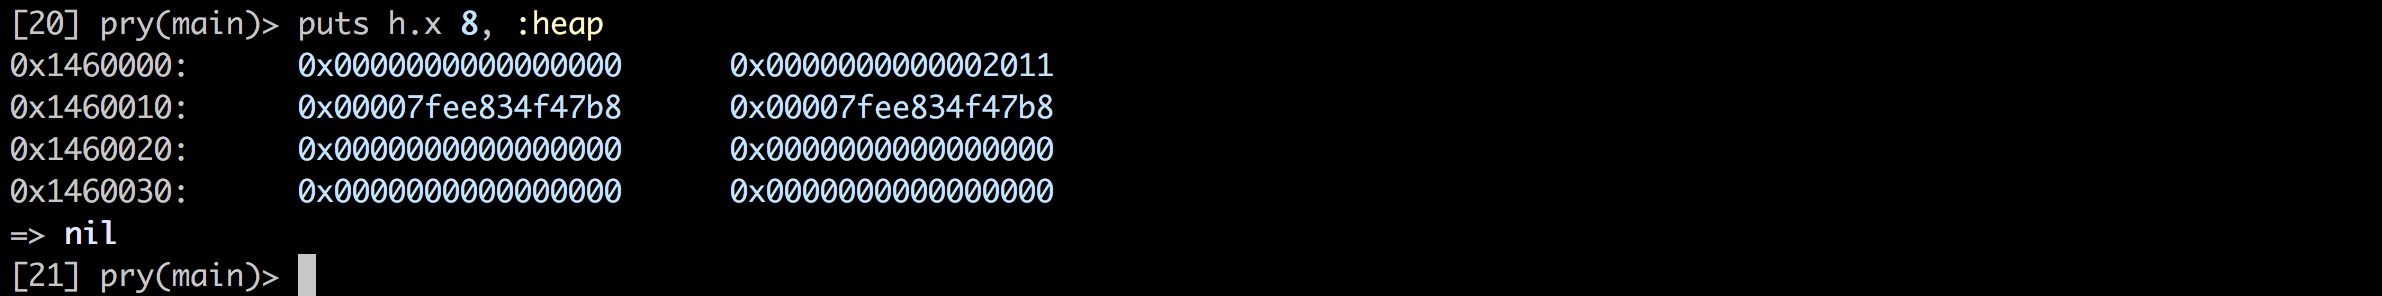 [20] pry(main)> puts h.x 8, :heap
0x1460000:      0x0000000000000000      0x0000000000002011
0x1460010:      0x00007fee834f47b8      0x00007fee834f47b8
0x1460020:      0x0000000000000000      0x0000000000000000
0x1460030:      0x0000000000000000      0x0000000000000000
=> nil
[21] pry(main)>